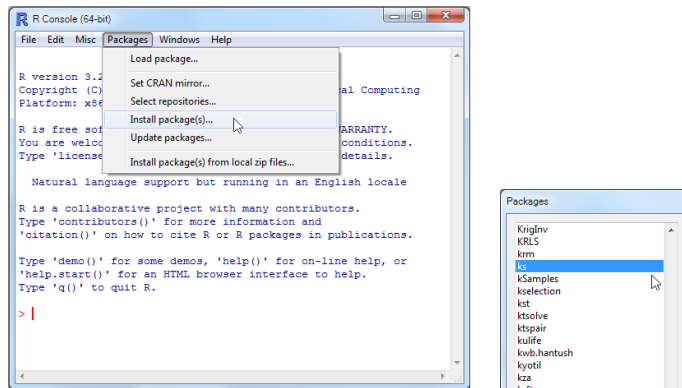 R Console (64-bit)
File Edit Misc Packages Windows Help
Load package...
Set CRAN mirror...
Select repositories...
Install package(s)...
Update packages...
Install package(s) from local zip files...
R version 3.2
Copyright (C) al Computing
Platform: x86
R is free sof ARRANTY.
You are welco conditions.
Type 'license details.
Natural language support but running in an English locale
R is a collaborative project with many contributors.
Type 'contributors()' for more information and
'citation()' on how to cite R or R packages in publications.
Type 'demo()' for some demos, 'help()' for on-line help, or
'help.start()' for an HTML browser interface to help.
Type 'q()' to quit R.
>
Packages
KrigInv
KRLS
krm
ks
kSamples
kselection
kst
ktsolve
ktspair
kulife
kwb.hantush
kyotil
kza